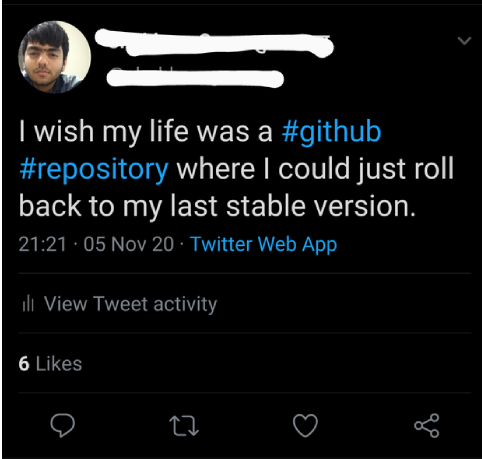 I wish my life was a #github
#repository where I could just roll
back to my last stable version.
21:21 · 05 Nov 20 · Twitter Web App
View Tweet activity
6 Likes